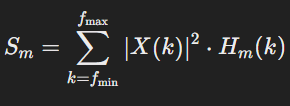 S_m = \sum_{k=f_{\min}}^{f_{\max}} |X(k)|^2 \cdot H_m(k)